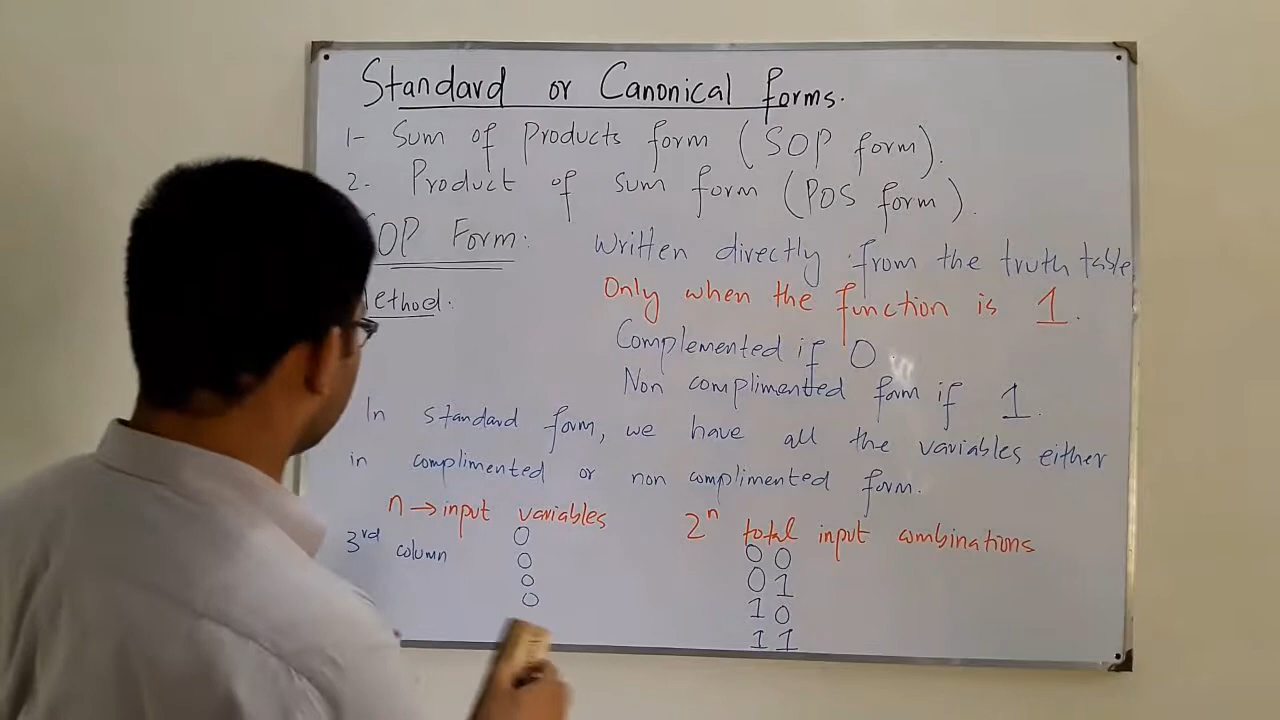 Standard or Canonical forms.
1- Sum of Products form (SOP form).
2- Product of sum form (POS form).
OP Form:
Written directly from the truth table
Only when the function is 1.
ethod.
Complemented if 0.
Non complimented form if 1.
In standard form, we have all the variables either
in complimented or non complimented form.
n → input variables
2^n total input combinations
3rd column
0
0
0
0
0 0
0 1
1 0
1 1